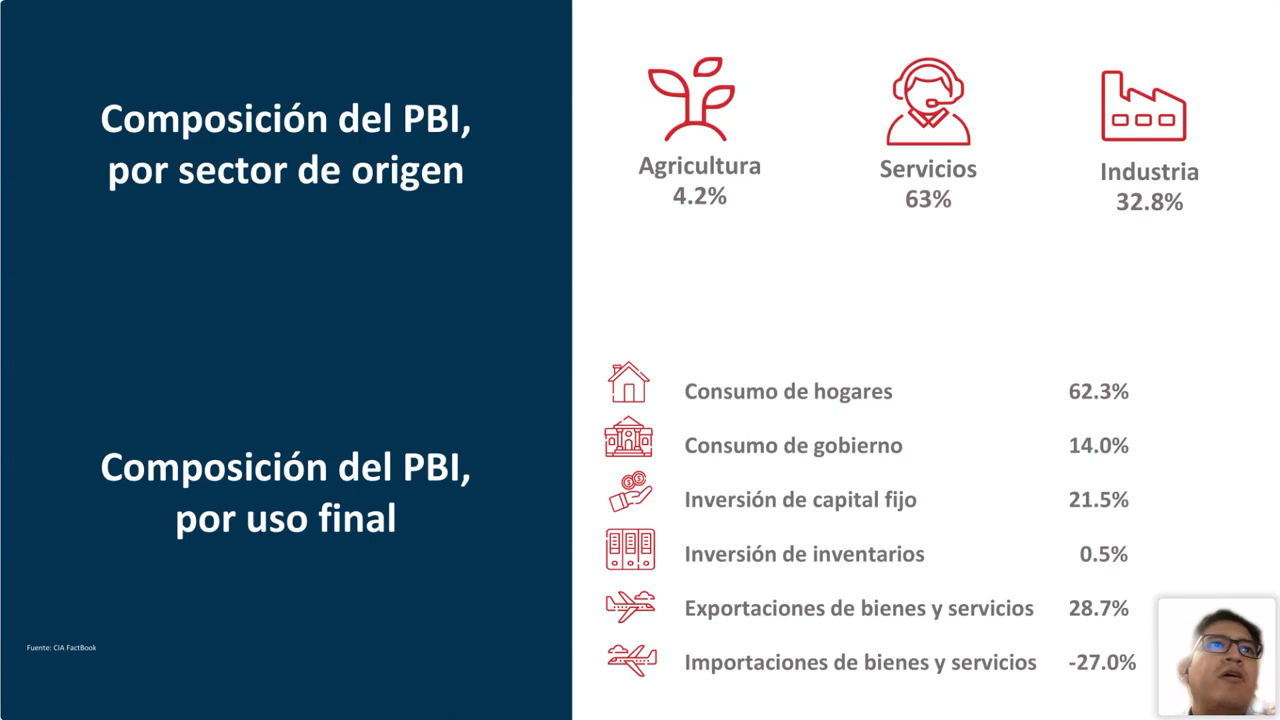 Composición del PBI,
por sector de origen
Agricultura
4.2%
Servicios
63%
Industria
32.8%
Composición del PBI,
por uso final
Consumo de hogares 62.3%
Consumo de gobierno 14.0%
Inversión de capital fijo 21.5%
Inversión de inventarios 0.5%
Exportaciones de bienes y servicios 28.7%
Importaciones de bienes y servicios -27.0%
Fuente: CIA FactBook